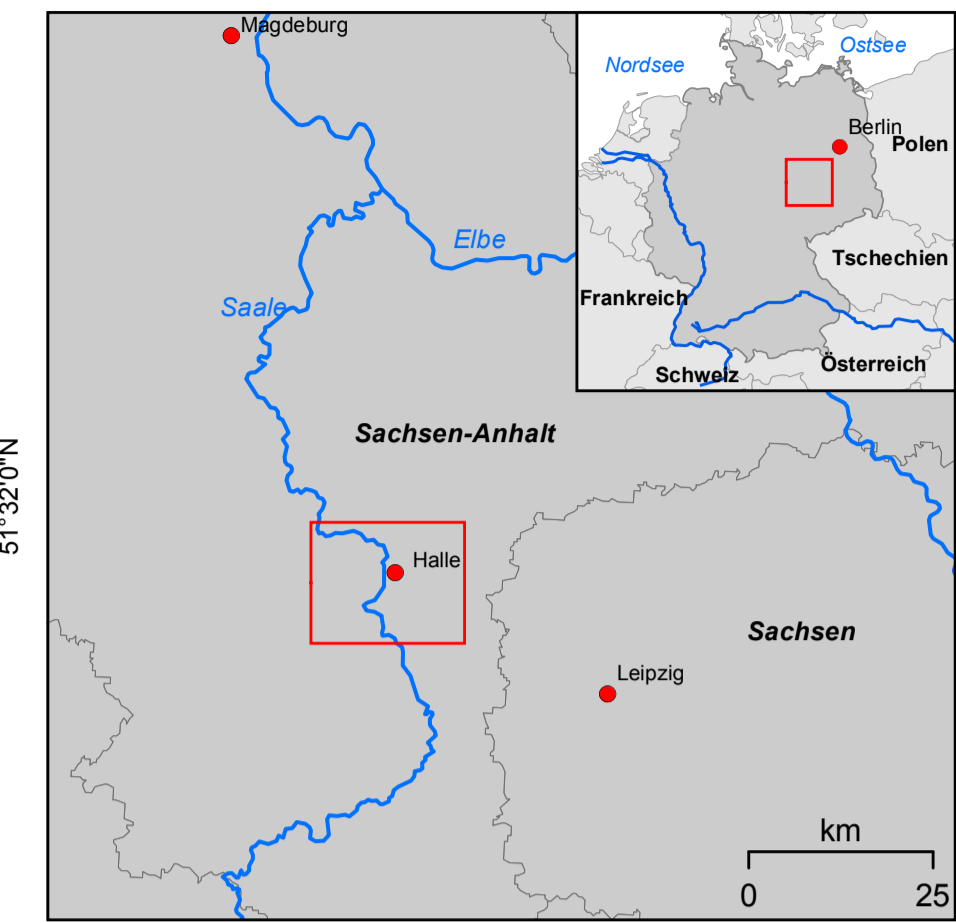 Magdeburg
Nordsee
Ostsee
Berlin
Polen
Tschechien
Frankreich
Österreich
Schweiz
Elbe
Saale
Sachsen-Anhalt
51°32'0"N
Halle
Sachsen
Leipzig
km
0 25